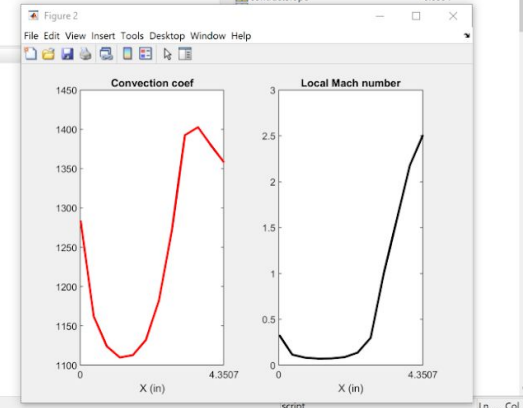 Figure 2
File Edit View Insert Tools Desktop Window Help
Convection coef
1450
1400
1350
1300
1250
1200
1150
1100
0
4.3507
X (in)
Local Mach number
3
2.5
2
1.5
1
0.5
0
0
4.3507
X (in)
script
Ln
Col